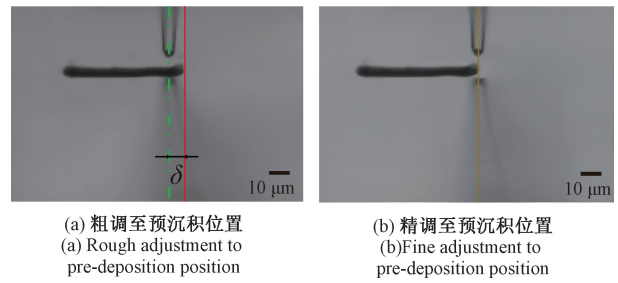 δ
10 μm
10 μm
(a) 粗调至预沉积位置
(a) Rough adjustment to
pre-deposition position
(b) 精调至预沉积位置
(b)Fine adjustment to
pre-deposition position